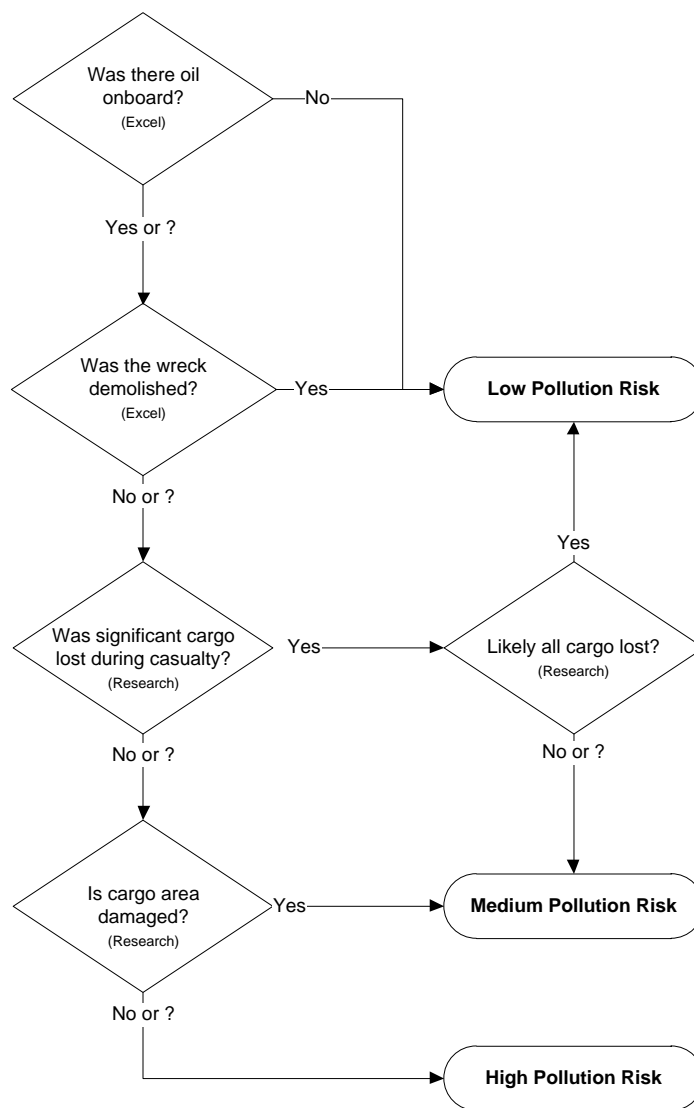 Was there oil
onboard?
(Excel)
No
Yes or ?
Was the wreck
demolished?
(Excel)
Yes
Low Pollution Risk
No or ?
Yes
Was significant cargo
lost during casualty?
(Research)
Yes
Likely all cargo lost?
(Research)
No or ?
No or ?
Is cargo area
damaged?
(Research)
Yes
Medium Pollution Risk
No or ?
High Pollution Risk